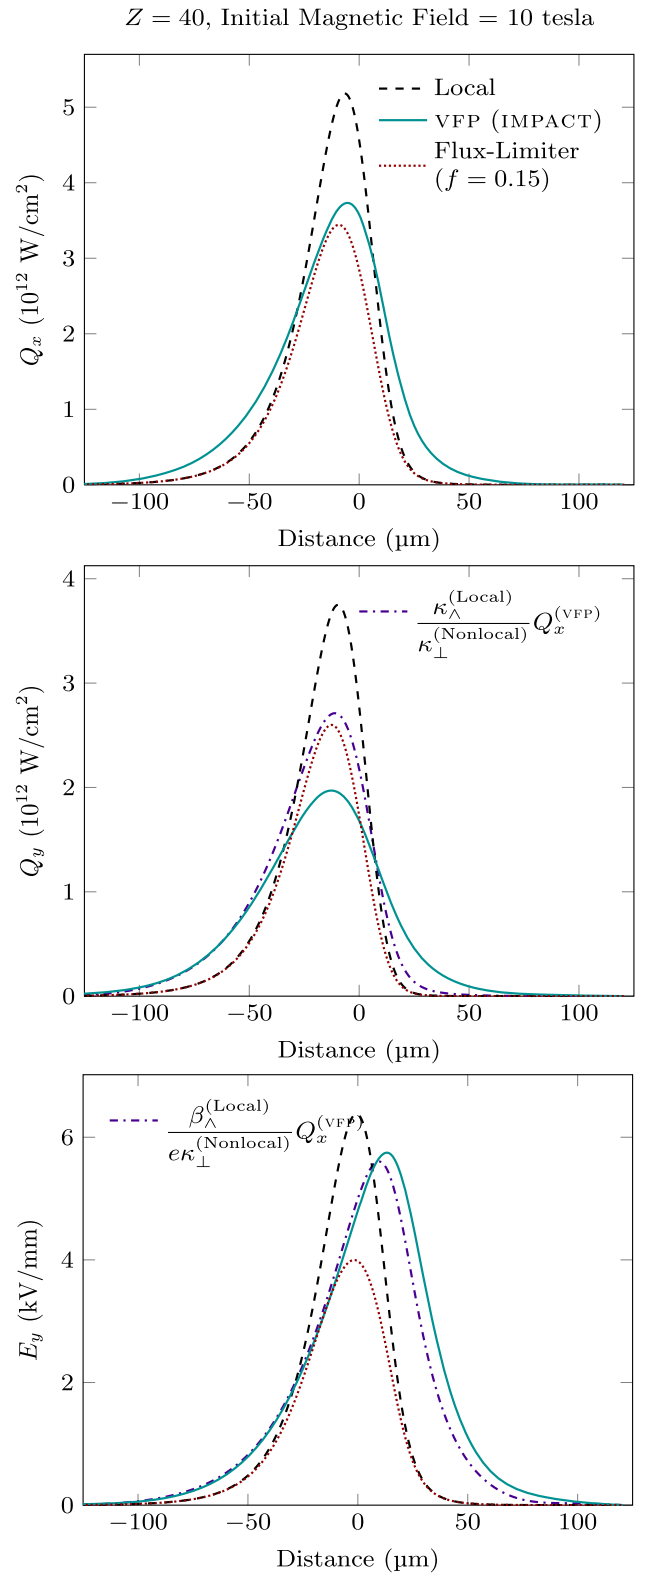 Z = 40, Initial Magnetic Field = 10 tesla
Local
VFP (IMPACT)
Flux-Limiter
(f = 0.15)
Q_x (10^12 W/cm^2)
5
4
3
2
1
0
−100 −50 0 50 100
Distance (µm)
κ_∧^(Local) / κ_⊥^(Nonlocal) Q_x^(VFP)
Q_y (10^12 W/cm^2)
4
3
2
1
0
−100 −50 0 50 100
Distance (µm)
β_∧^(Local) / eκ_⊥^(Nonlocal) Q_x^(VFP)
E_y (kV/mm)
6
4
2
0
−100 −50 0 50 100
Distance (µm)